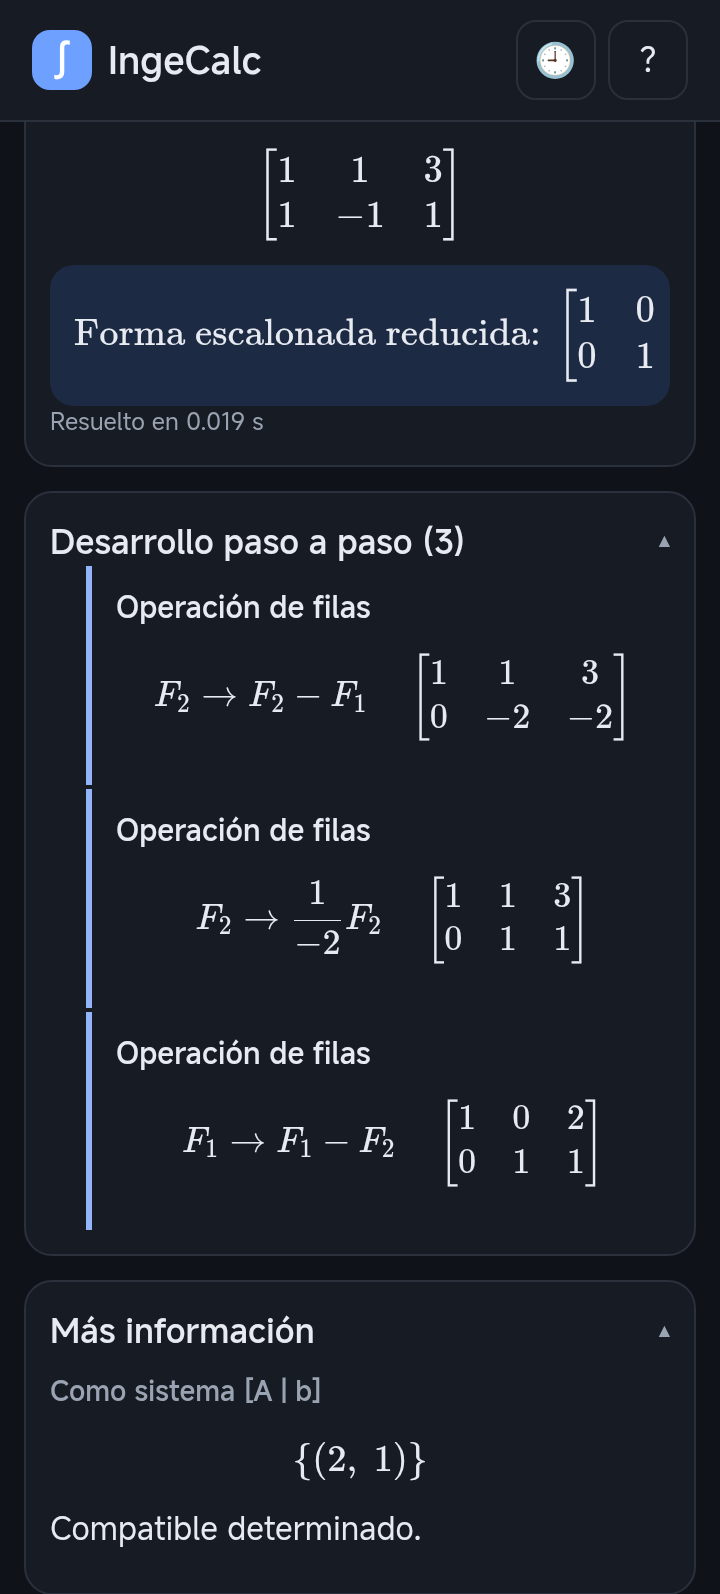 ∫ IngeCalc ?
1 1 3
1 −1 1
Forma escalonada reducida: 1 0
0 1
Resuelto en 0.019 s
Desarrollo paso a paso (3) ▲
Operación de filas
F₂ → F₂ − F₁ [1 1 3
0 −2 −2]
Operación de filas
F₂ → 1/−2 F₂ [1 1 3
0 1 1]
Operación de filas
F₁ → F₁ − F₂ [1 0 2
0 1 1]
Más información ▲
Como sistema [A | b]
{(2, 1)}
Compatible determinado.